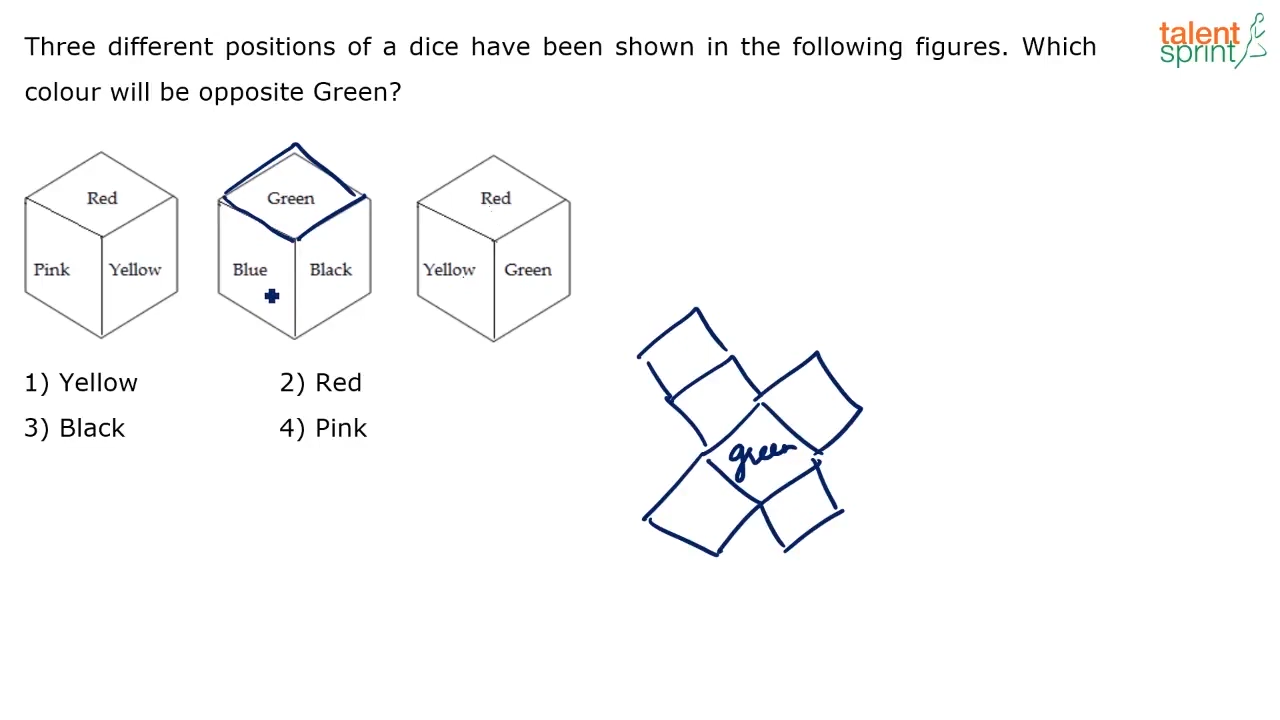 Three different positions of a dice have been shown in the following figures. Which
colour will be opposite Green?
talent
sprint
Red
Pink
Yellow
Green
Blue
Black
Red
Yellow
Green
1) Yellow
2) Red
3) Black
4) Pink
green